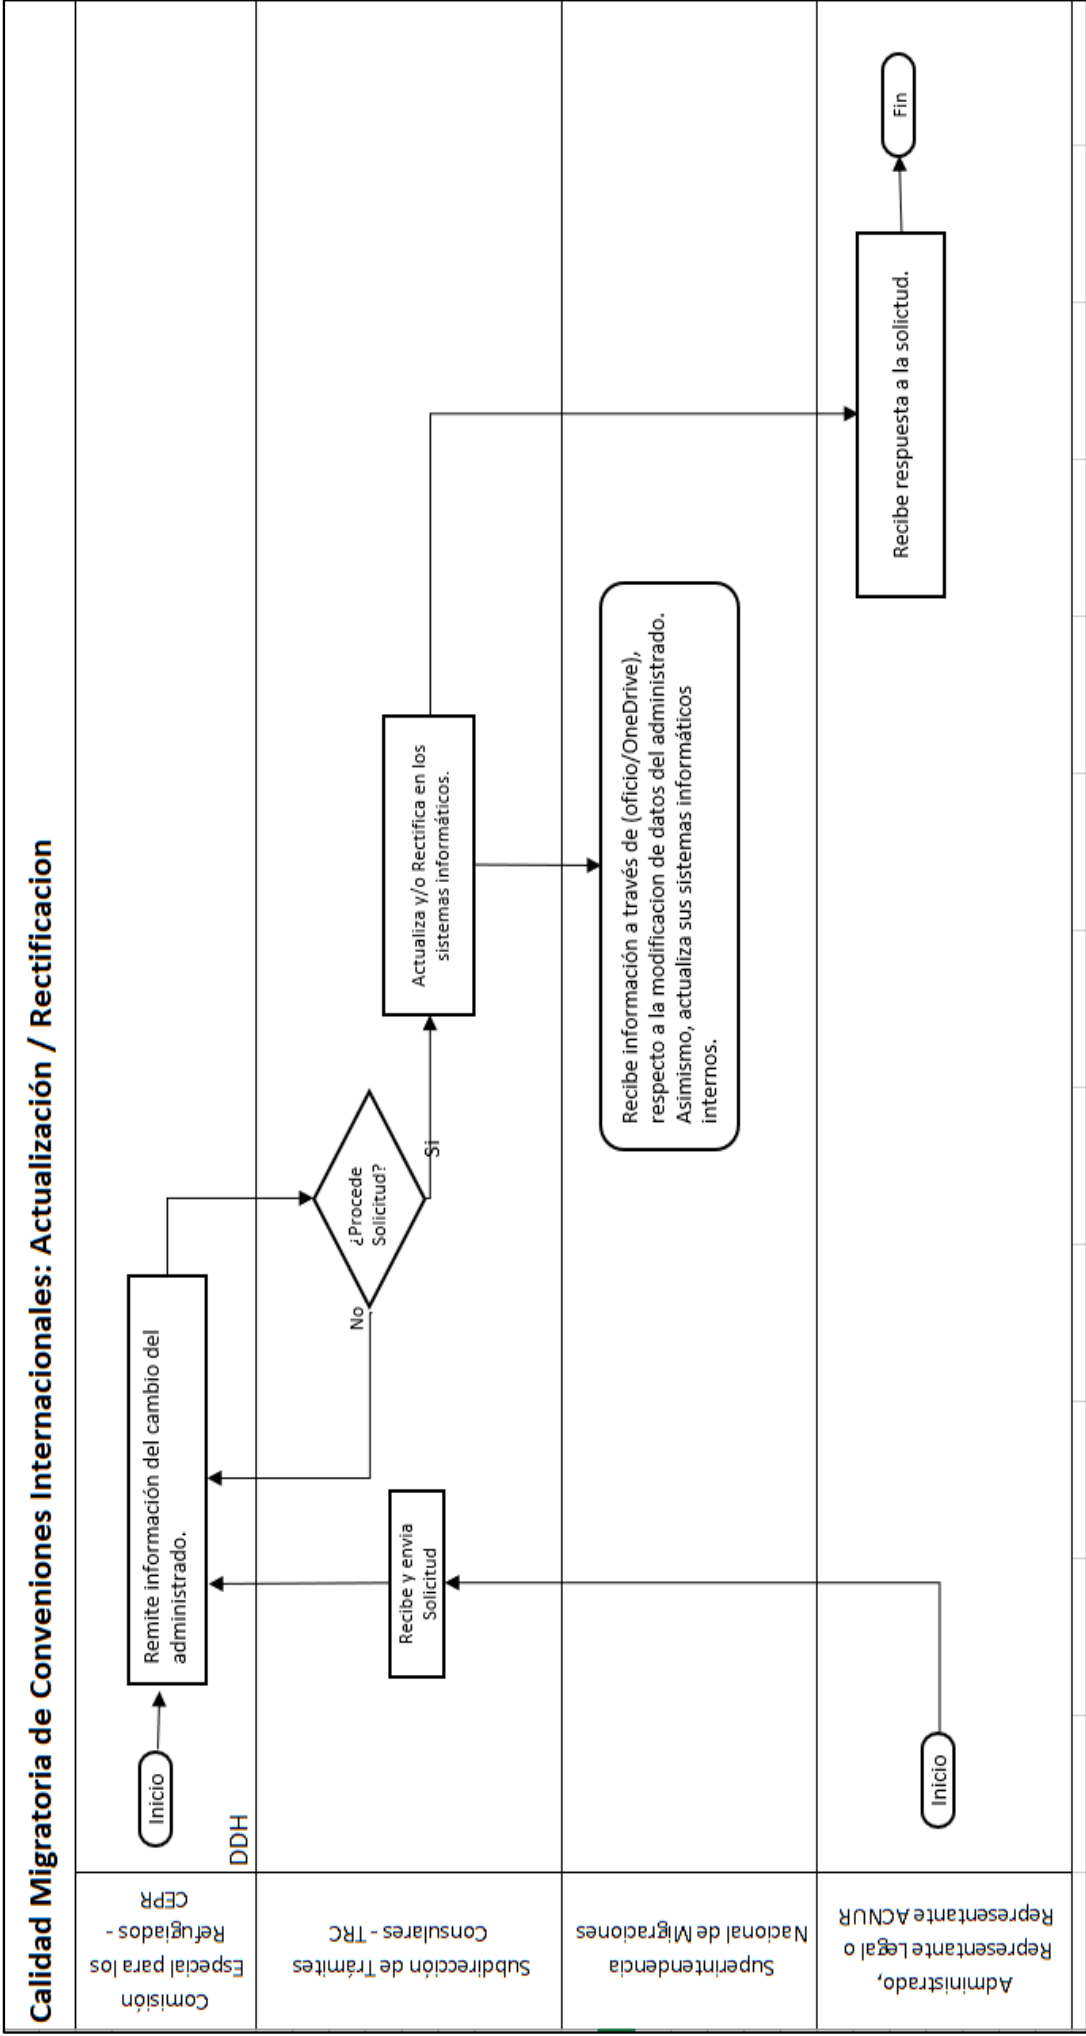 Calidad Migratoria de Conveniones Internacionales: Actualización / Rectificacion
Comisión
Especial para los
Refugiados -
CEPR
DDH
Inicio
Remite información del cambio del
administrado.
Subdirección de Trámites
Consulares - TRC
Recibe y envia
Solicitud
No
¿Procede
Solicitud?
Si
Actualiza y/o Rectifica en los
sistemas informáticos.
Superintendencia
Nacional de Migraciones
Recibe información a través de (oficio/OneDrive),
respecto a la modificacion de datos del administrado.
Asimismo, actualiza sus sistemas informáticos
internos.
Administrado,
Representante Legal o
Representante ACNUR
Inicio
Recibe respuesta a la solictud.
Fin